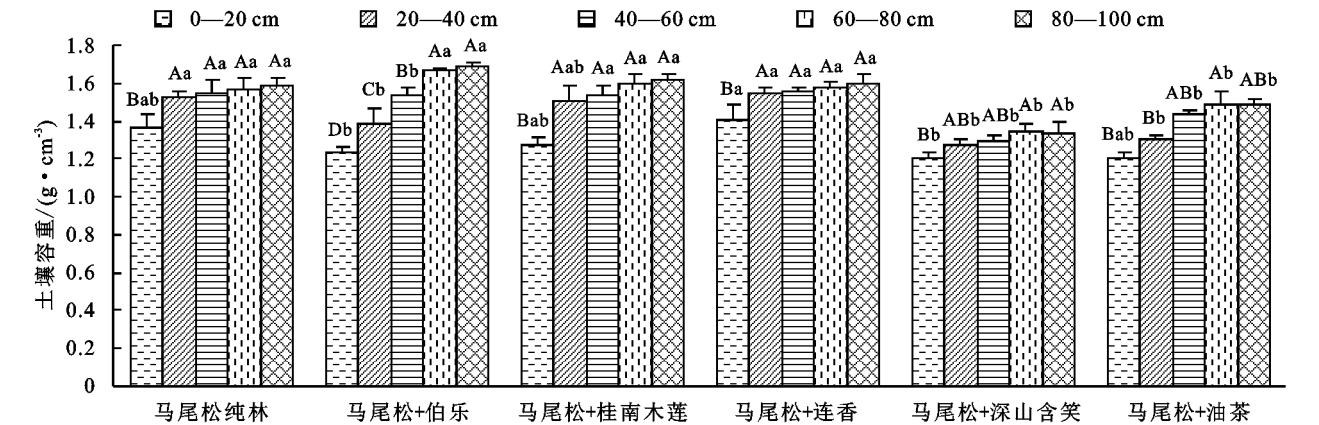 0—20 cm 20—40 cm 40—60 cm 60—80 cm 80—100 cm
土壤容重/(g·cm⁻³)
1.8
1.6
1.4
1.2
1.0
0.8
0.6
0.4
0.2
0
Bab Aa Aa Aa Aa
Db Cb Bb Aa Aa
Bab Aab Aa Aa Aa
Ba Aa Aa Aa Aa
Bb ABb ABb Ab Ab
Bab Bb ABb Ab ABb
马尾松纯林 马尾松+伯乐 马尾松+桂南木莲 马尾松+连香 马尾松+深山含笑 马尾松+油茶